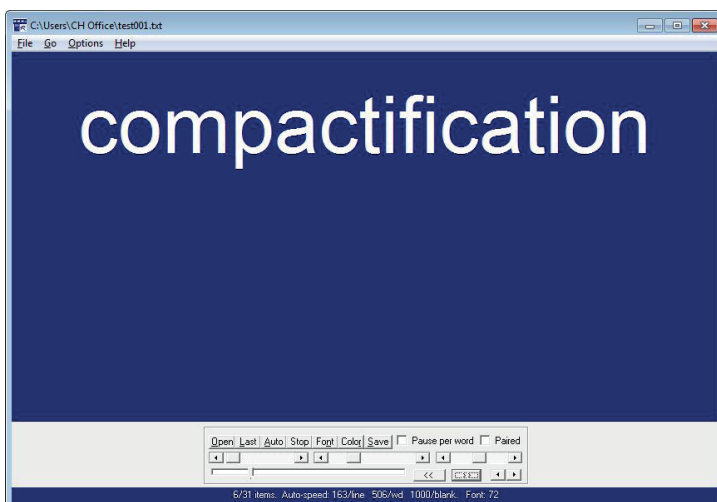 C:\Users\CH Office\test001.txt
File Go Options Help
compactification
Open Last Auto Stop Font Color Save Pause per word Paired
<<
6/31 items. Auto-speed: 163/line 506/wd 1000/blank. Font: 72